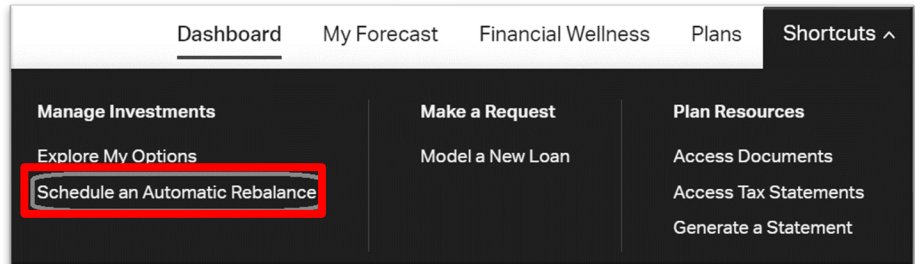 Dashboard My Forecast Financial Wellness Plans Shortcuts
Manage Investments
Explore My Options
Schedule an Automatic Rebalance
Make a Request
Model a New Loan
Plan Resources
Access Documents
Access Tax Statements
Generate a Statement